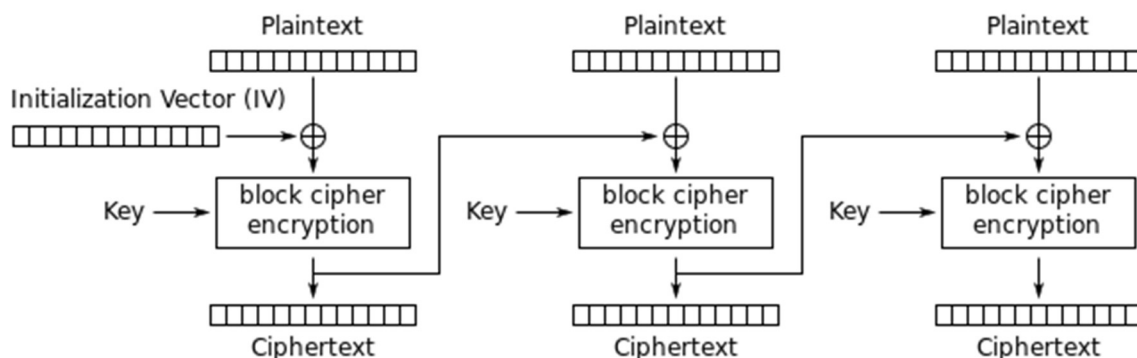 Plaintext
Plaintext
Plaintext
Initialization Vector (IV)
Key
block cipher
encryption
Key
block cipher
encryption
Key
block cipher
encryption
Ciphertext
Ciphertext
Ciphertext